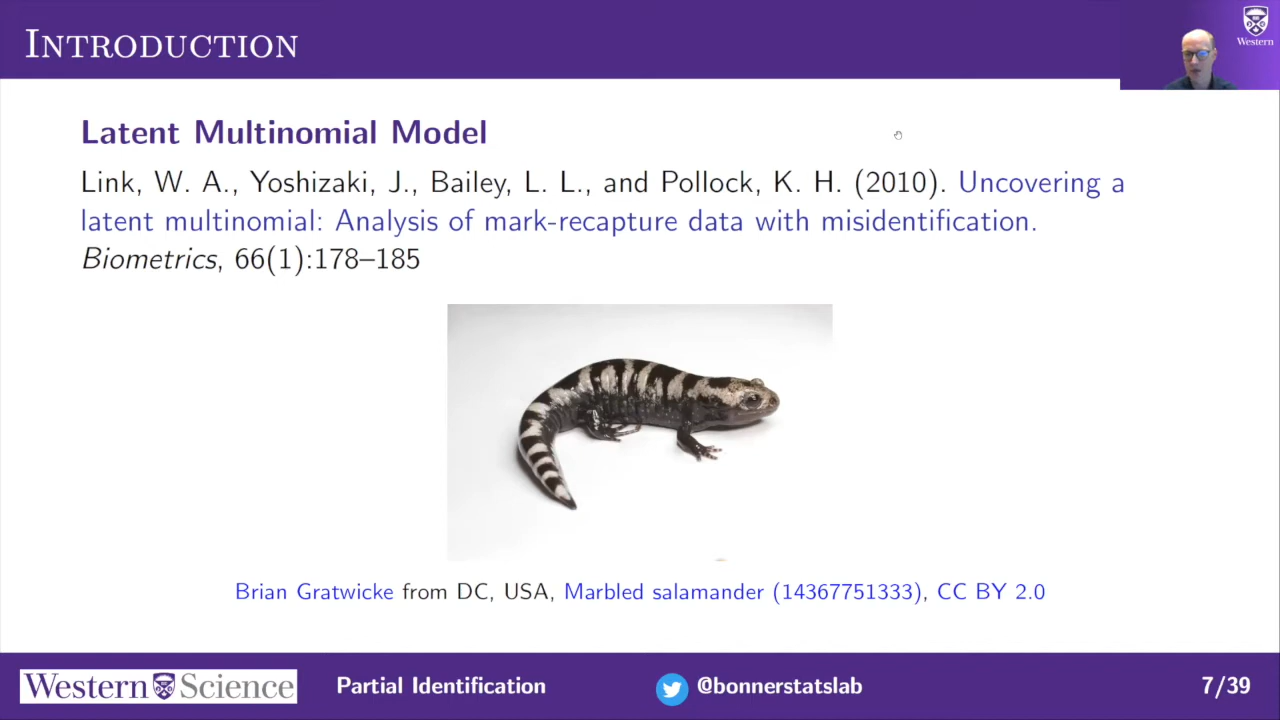 INTRODUCTION
Western
Latent Multinomial Model
Link, W. A., Yoshizaki, J., Bailey, L. L., and Pollock, K. H. (2010). Uncovering a
latent multinomial: Analysis of mark-recapture data with misidentification.
Biometrics, 66(1):178–185
Brian Gratwicke from DC, USA, Marbled salamander (14367751333), CC BY 2.0
Western Science Partial Identification @bonnerstatslab 7/39